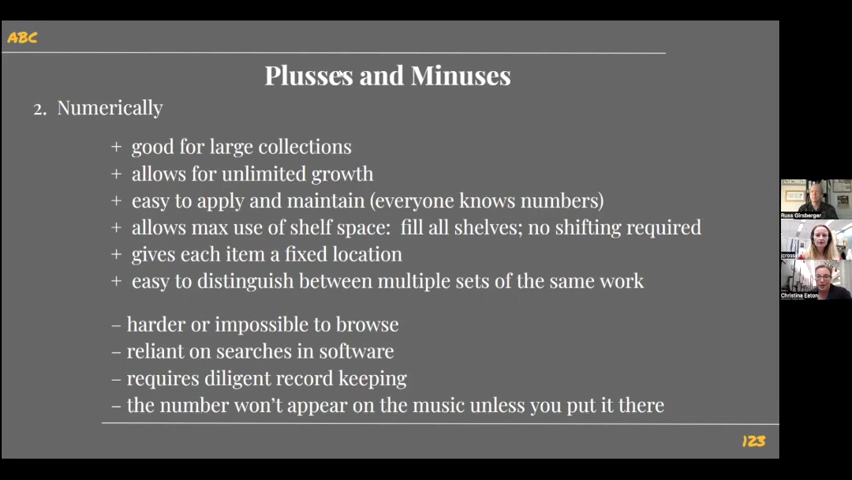 ABC
Plusses and Minuses
2. Numerically
+ good for large collections
+ allows for unlimited growth
+ easy to apply and maintain (everyone knows numbers)
+ allows max use of shelf space: fill all shelves; no shifting required
+ gives each item a fixed location
+ easy to distinguish between multiple sets of the same work
– harder or impossible to browse
– reliant on searches in software
– requires diligent record keeping
– the number won't appear on the music unless you put it there
123
Russ Girsberger
jcross
Christina Eaton